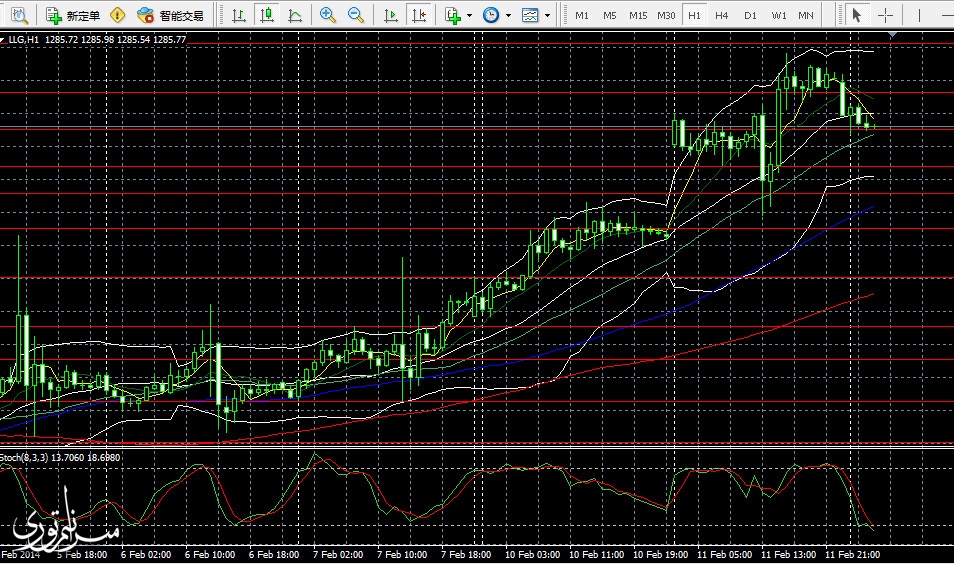 新订单 智能交易 M1 M5 M15 M30 H1 H4 D1 W1 MN
LLG,H1 1285.72 1285.98 1285.54 1285.77
Stoch(8,3,3) 13.7060 18.6980
Feb 2014 5 Feb 18:00 6 Feb 02:00 6 Feb 10:00 6 Feb 18:00 7 Feb 02:00 7 Feb 10:00 7 Feb 18:00 10 Feb 03:00 10 Feb 11:00 10 Feb 19:00 11 Feb 05:00 11 Feb 13:00 11 Feb 21:00